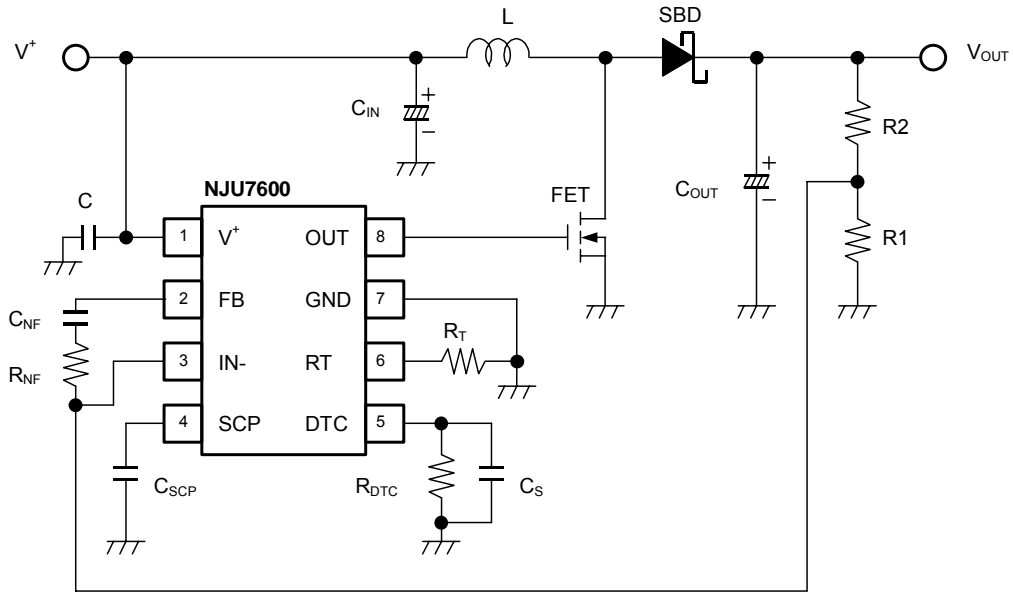 L
SBD
V+
VOUT
CIN
+
−
R2
NJU7600
FET
COUT
+
−
R1
C
1 V+ OUT 8
2 FB GND 7
CNF
RT
3 IN- RT 6
RNF
4 SCP DTC 5
CSCP
RDTC
CS